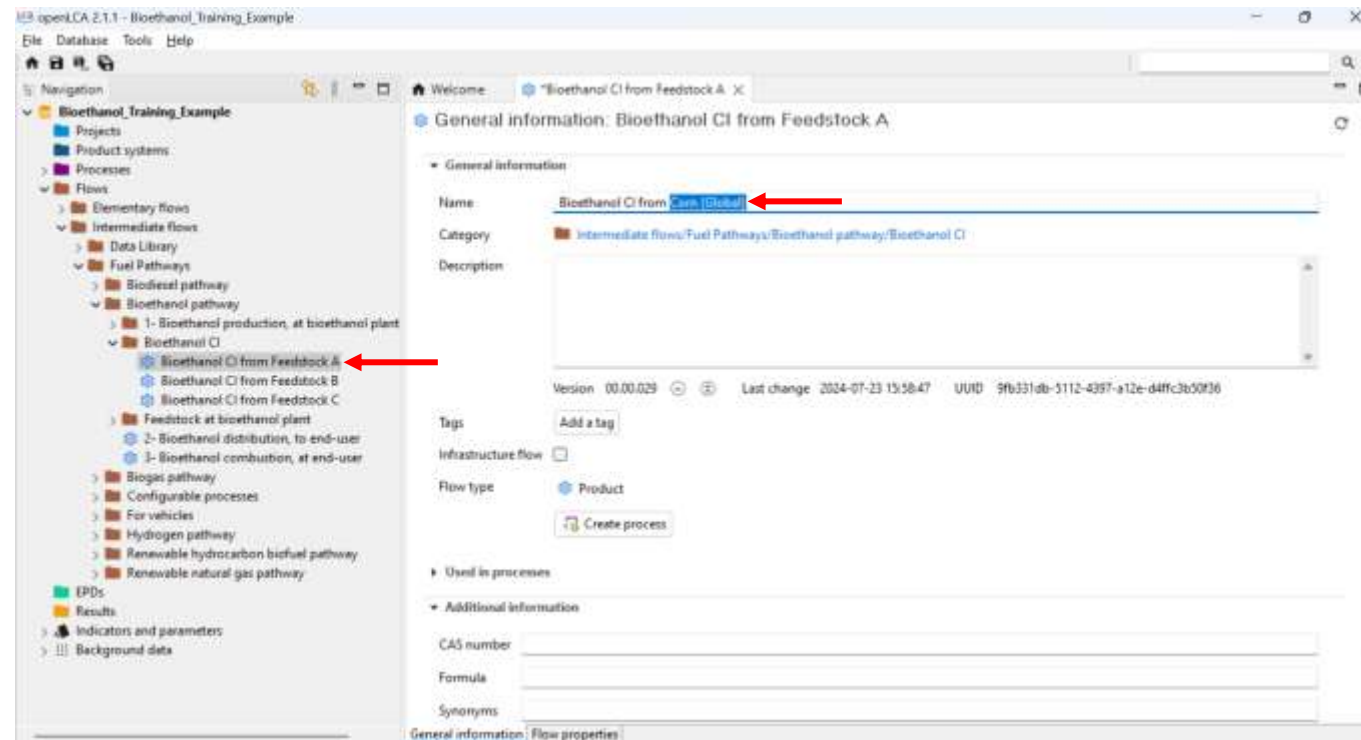 openLCA 2.1.1 - Bioethanol_Training_Example
File Database Tools Help
Navigation
Bioethanol_Training_Example
Projects
Product systems
Processes
Flows
Elementary flows
Intermediate flows
Data Library
Fuel Pathways
Biodiesel pathway
Bioethanol pathway
1- Bioethanol production, at bioethanol plant
Bioethanol CI
Bioethanol CI from Feedstock A
Bioethanol CI from Feedstock B
Bioethanol CI from Feedstock C
Feedstock at bioethanol plant
2- Bioethanol distribution, to end-user
3- Bioethanol combustion, at end-user
Biogas pathway
Configurable processes
For vehicles
Hydrogen pathway
Renewable hydrocarbon biofuel pathway
Renewable natural gas pathway
EPDs
Results
Indicators and parameters
Background data
Welcome *Bioethanol CI from Feedstock A
General information: Bioethanol CI from Feedstock A
General information
Name Bioethanol CI from Corn (Global)
Category Intermediate flows/Fuel Pathways/Bioethanol pathway/Bioethanol CI
Description
Version 00.00.029 Last change 2024-07-23 15:58:47 UUID 9fb331db-5112-4397-a12e-d4ffc3b50f36
Tags Add a tag
Infrastructure flow
Flow type Product
Create process
Used in processes
Additional information
CAS number
Formula
Synonyms
General information Flow properties